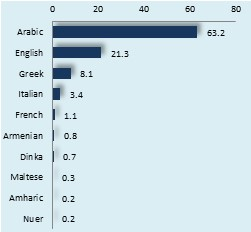 0 20 40 60 80
Arabic 63.2
English 21.3
Greek 8.1
Italian 3.4
French 1.1
Armenian 0.8
Dinka 0.7
Maltese 0.3
Amharic 0.2
Nuer 0.2